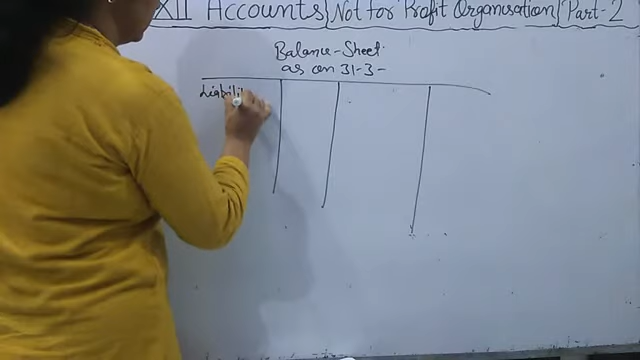 XII Accounts | Not for Profit Organisation | Part-2
Balance-Sheet
as on 31-3-
Liabili